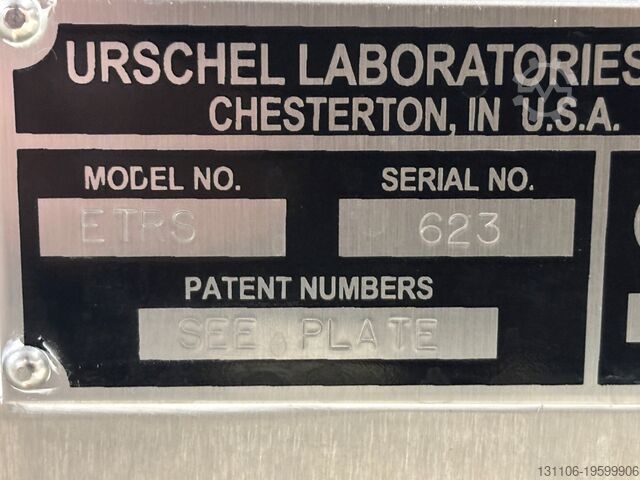 URSCHEL LABORATORIES
CHESTERTON, IN U.S.A.
MODEL NO. SERIAL NO.
ETRS 623
PATENT NUMBERS
SEE PLATE
131106-19599906